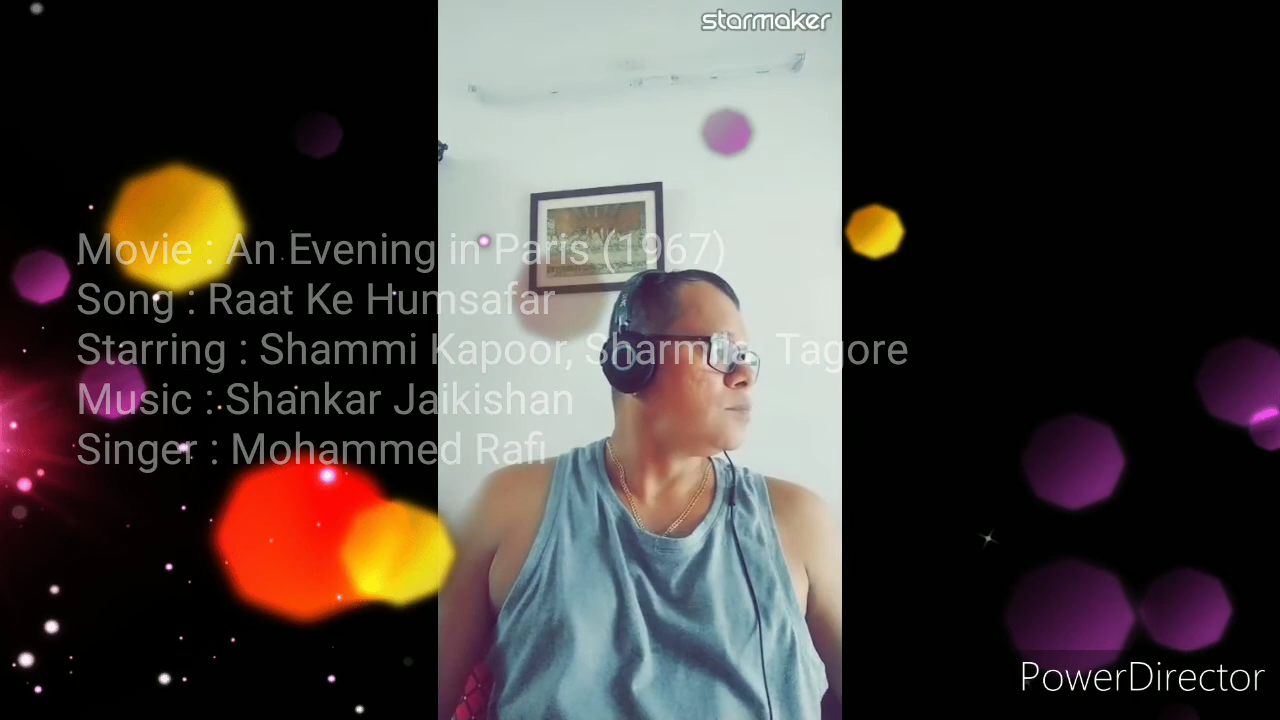 starmaker
Movie : An Evening in Paris (1967)
Song : Raat Ke Humsafar
Starring : Shammi Kapoor, Sharmila Tagore
Music : Shankar Jaikishan
Singer : Mohammed Rafi
PowerDirector